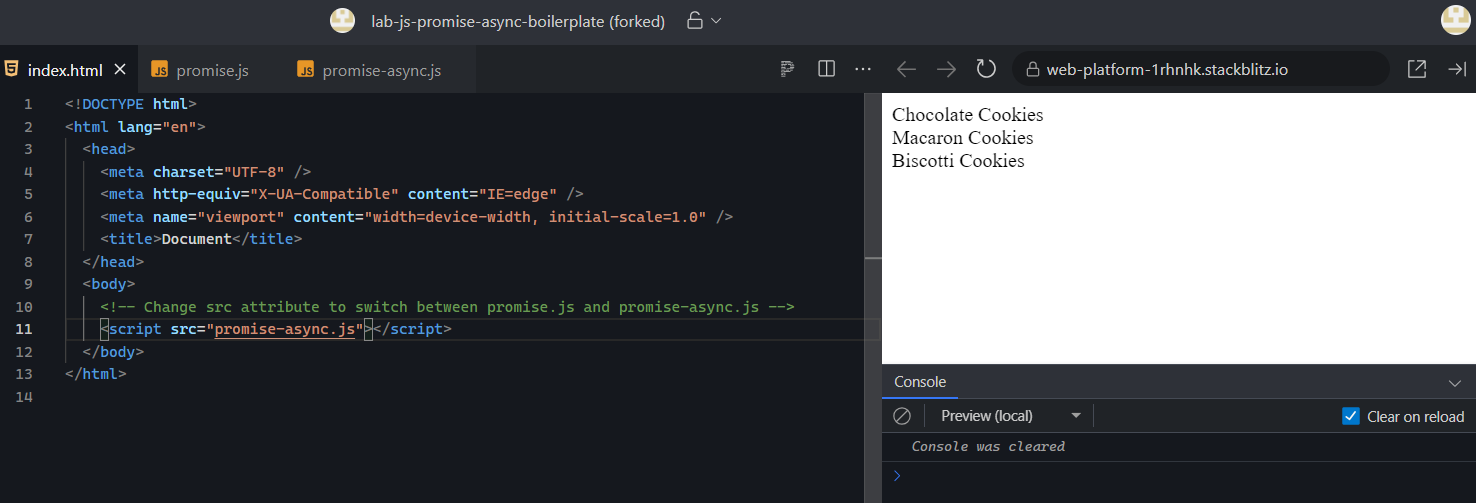 lab-js-promise-async-boilerplate (forked)
index.html
JS promise.js
JS promise-async.js
web-platform-1rhnhk.stackblitz.io
1 <!DOCTYPE html>
2 <html lang="en">
3 <head>
4 <meta charset="UTF-8" />
5 <meta http-equiv="X-UA-Compatible" content="IE=edge" />
6 <meta name="viewport" content="width=device-width, initial-scale=1.0" />
7 <title>Document</title>
8 </head>
9 <body>
10 <!-- Change src attribute to switch between promise.js and promise-async.js -->
11 <script src="promise-async.js"></script>
12 </body>
13 </html>
14
Chocolate Cookies
Macaron Cookies
Biscotti Cookies
Console
Preview (local)
Clear on reload
Console was cleared